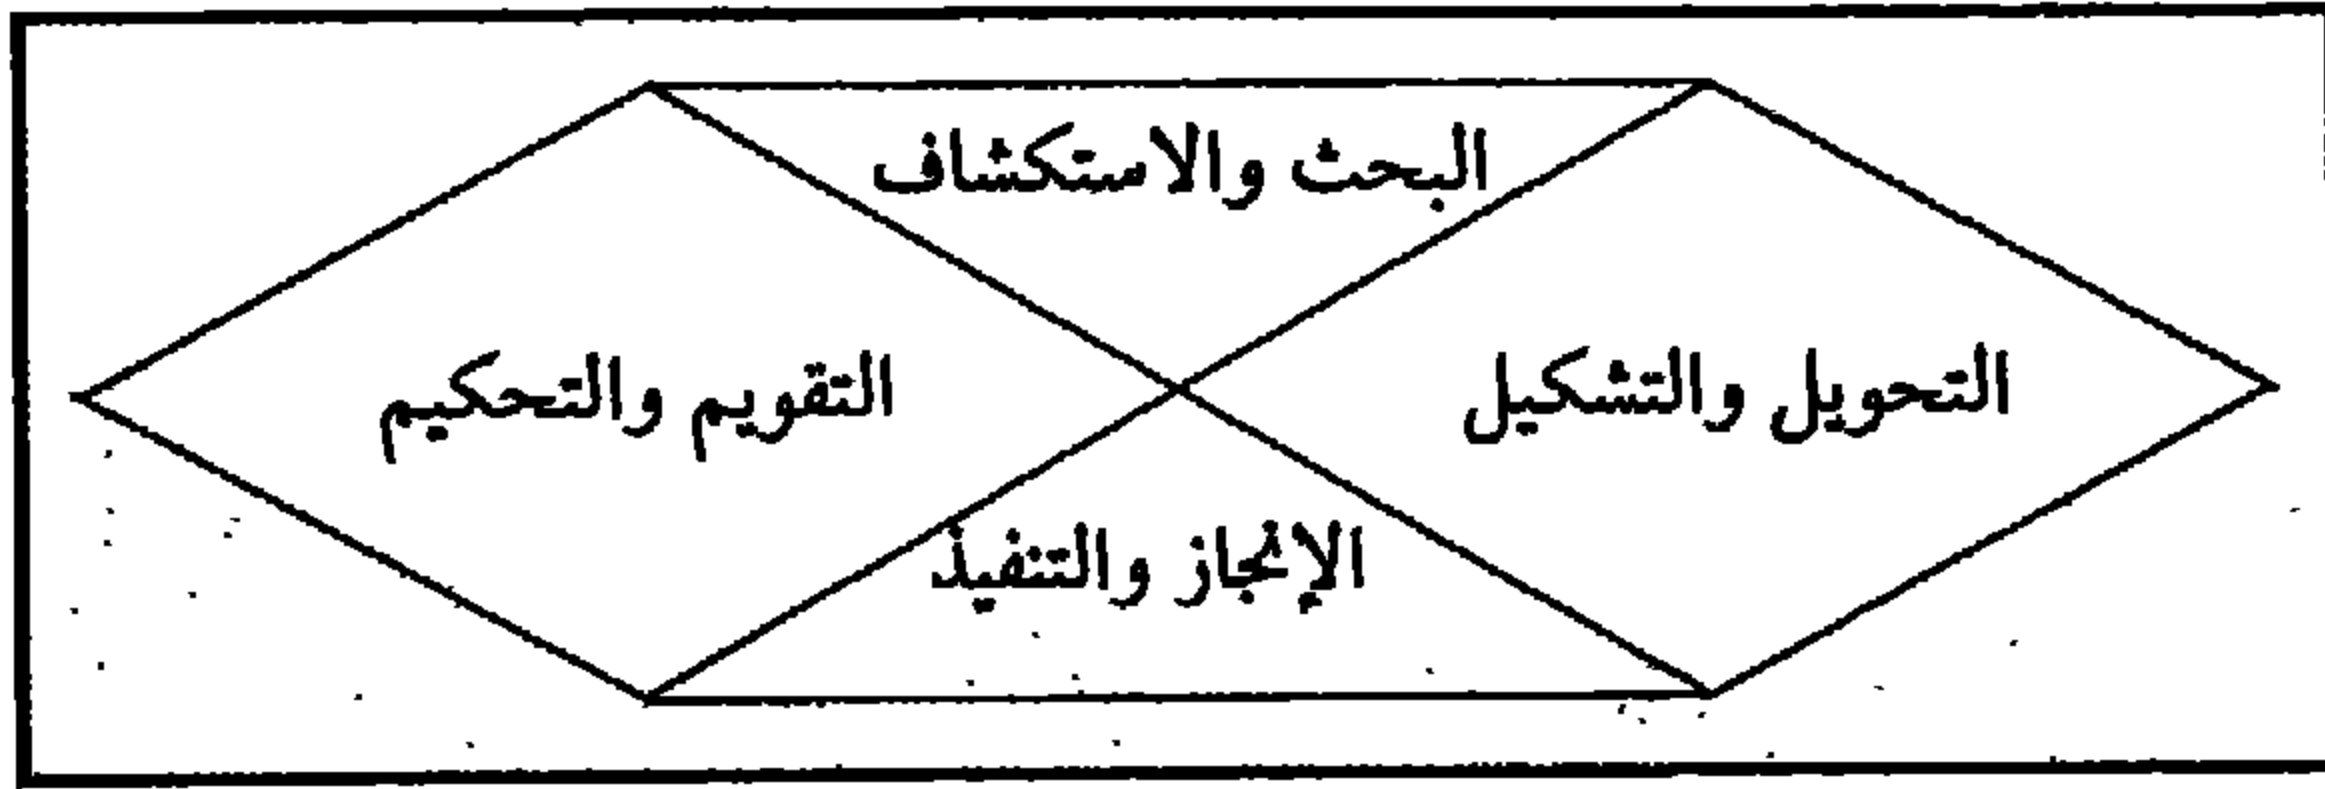 البحث والاستكشاف
التحويل والتشكيل
التقويم والتحكيم
الإنجاز والتنفيذ